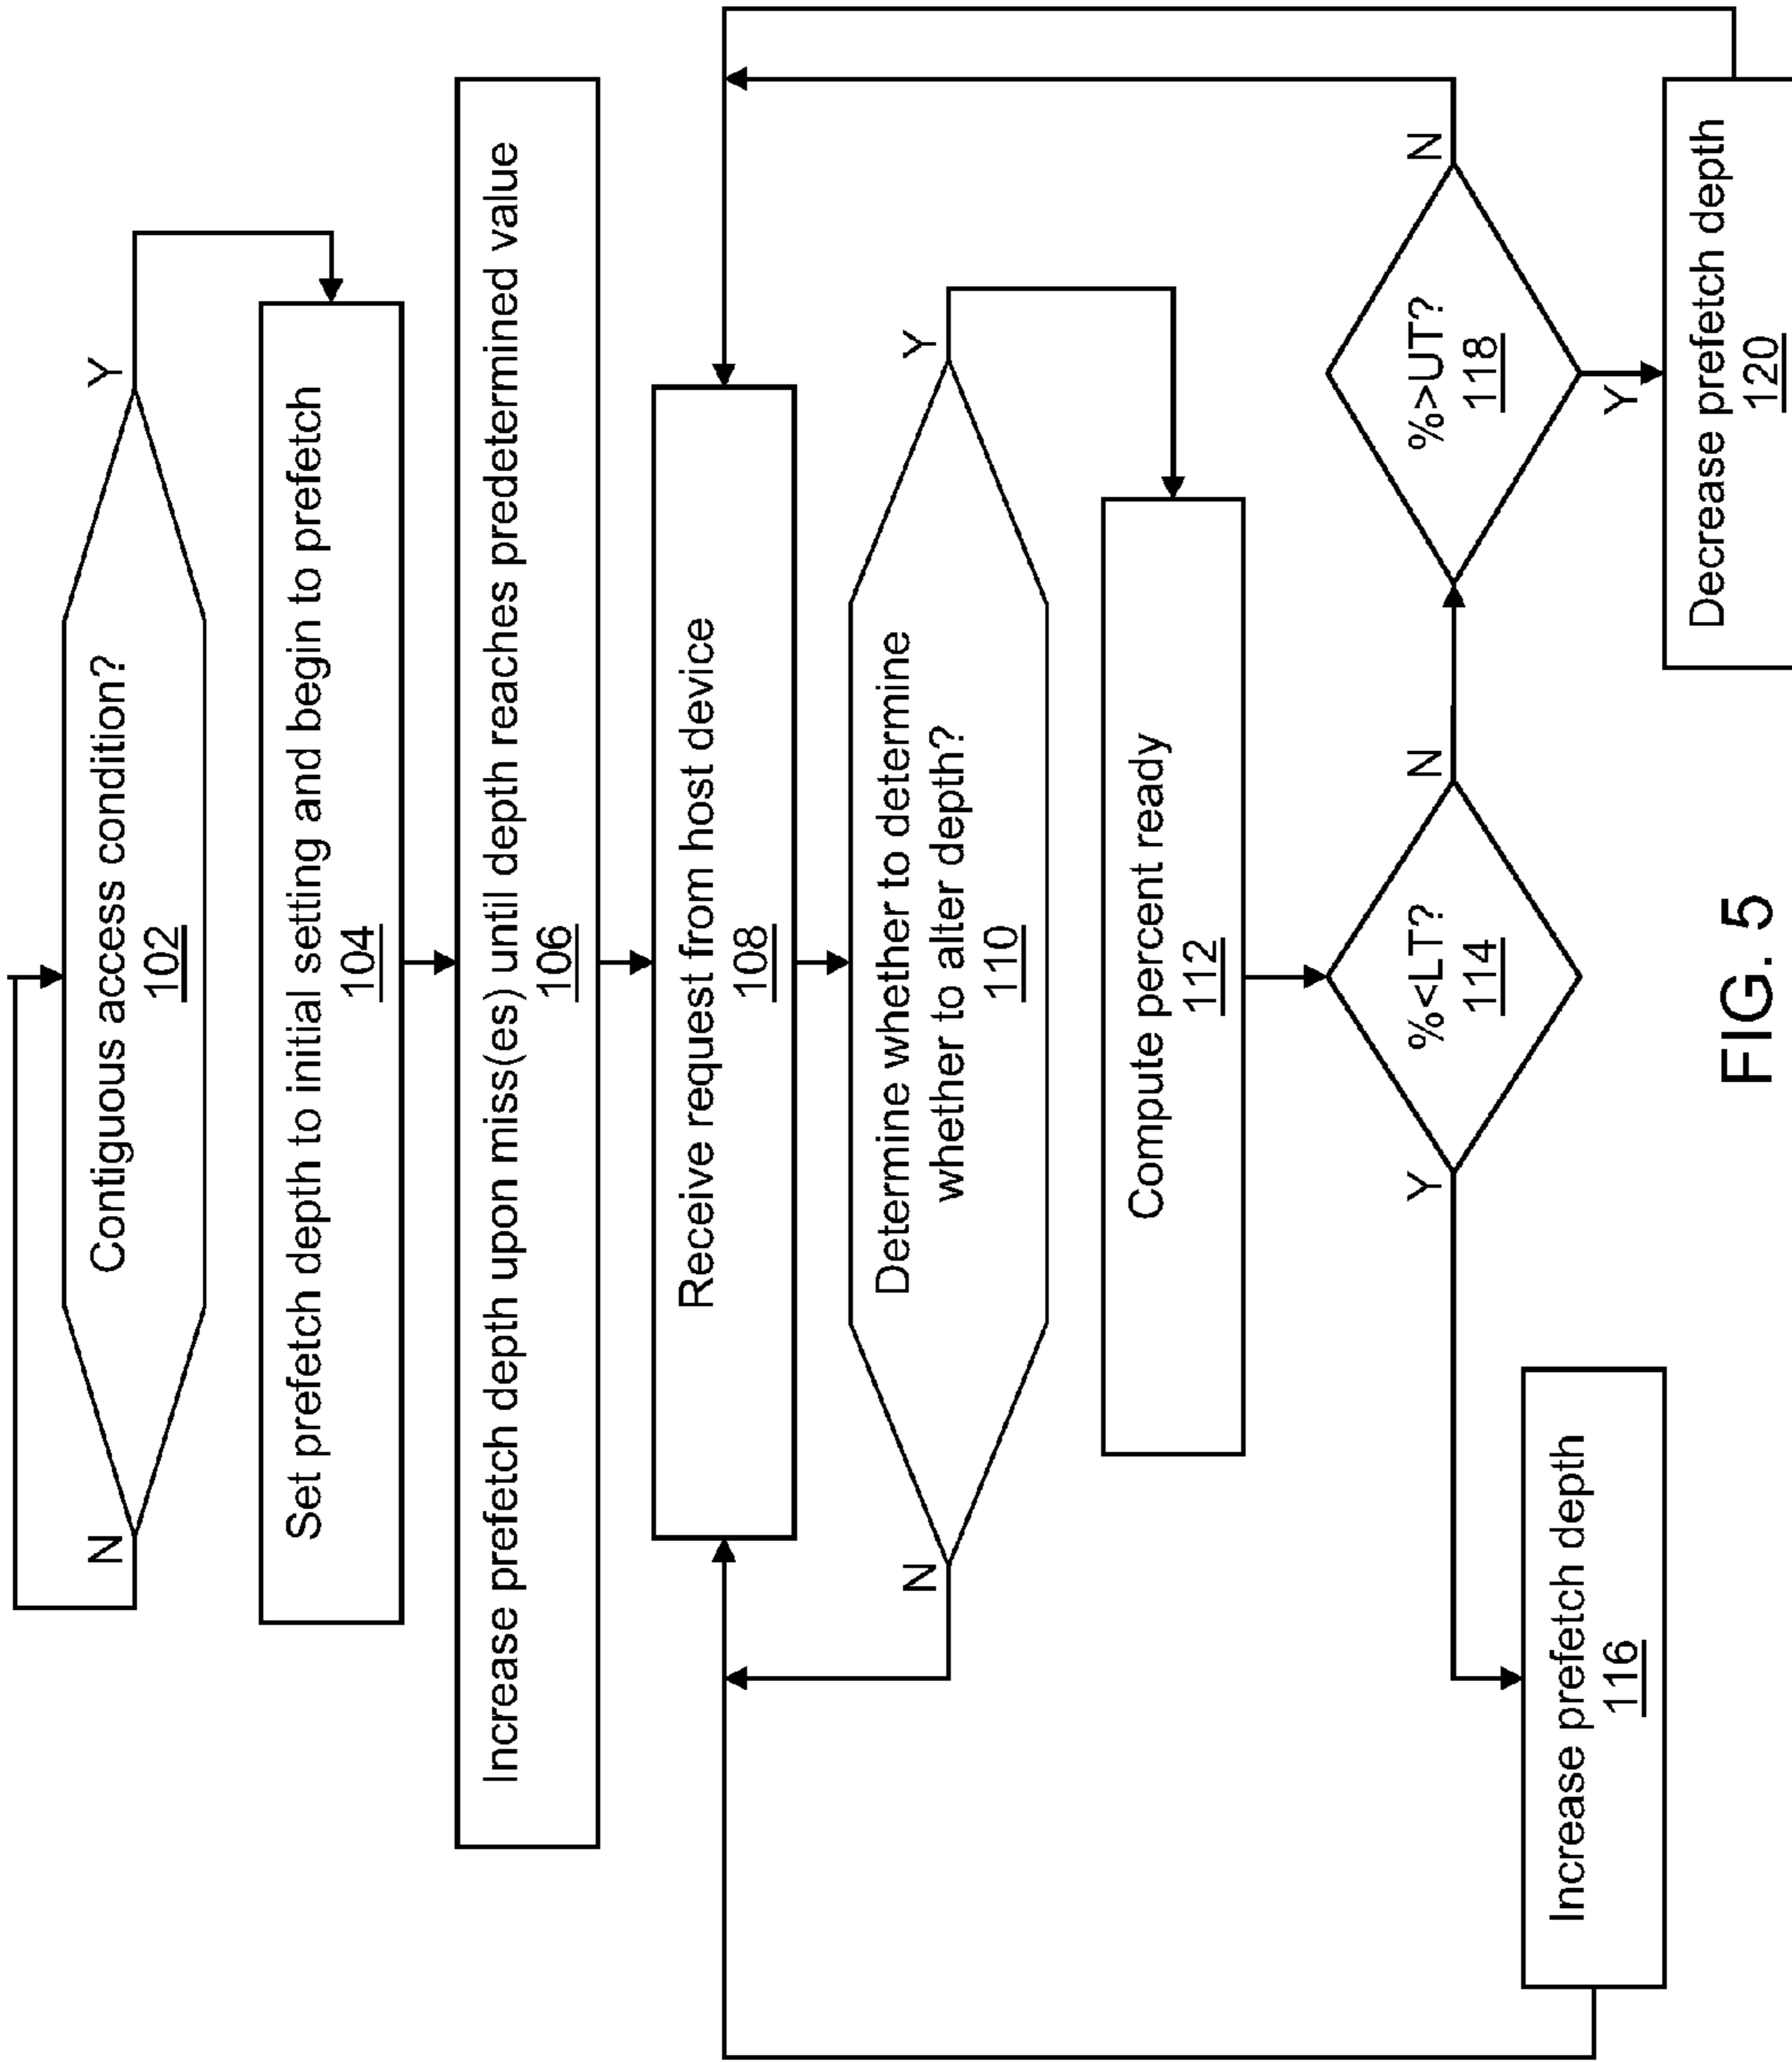 Contiguous access condition?
102
N
Y
Set prefetch depth to initial setting and begin to prefetch
104
Increase prefetch depth upon miss(es) until depth reaches predetermined value
106
Receive request from host device
108
Determine whether to determine
whether to alter depth?
110
N
Y
Compute percent ready
112
%<LT?
114
Y
N
%>UT?
118
N
Y
Increase prefetch depth
116
Decrease prefetch depth
120
FIG. 5